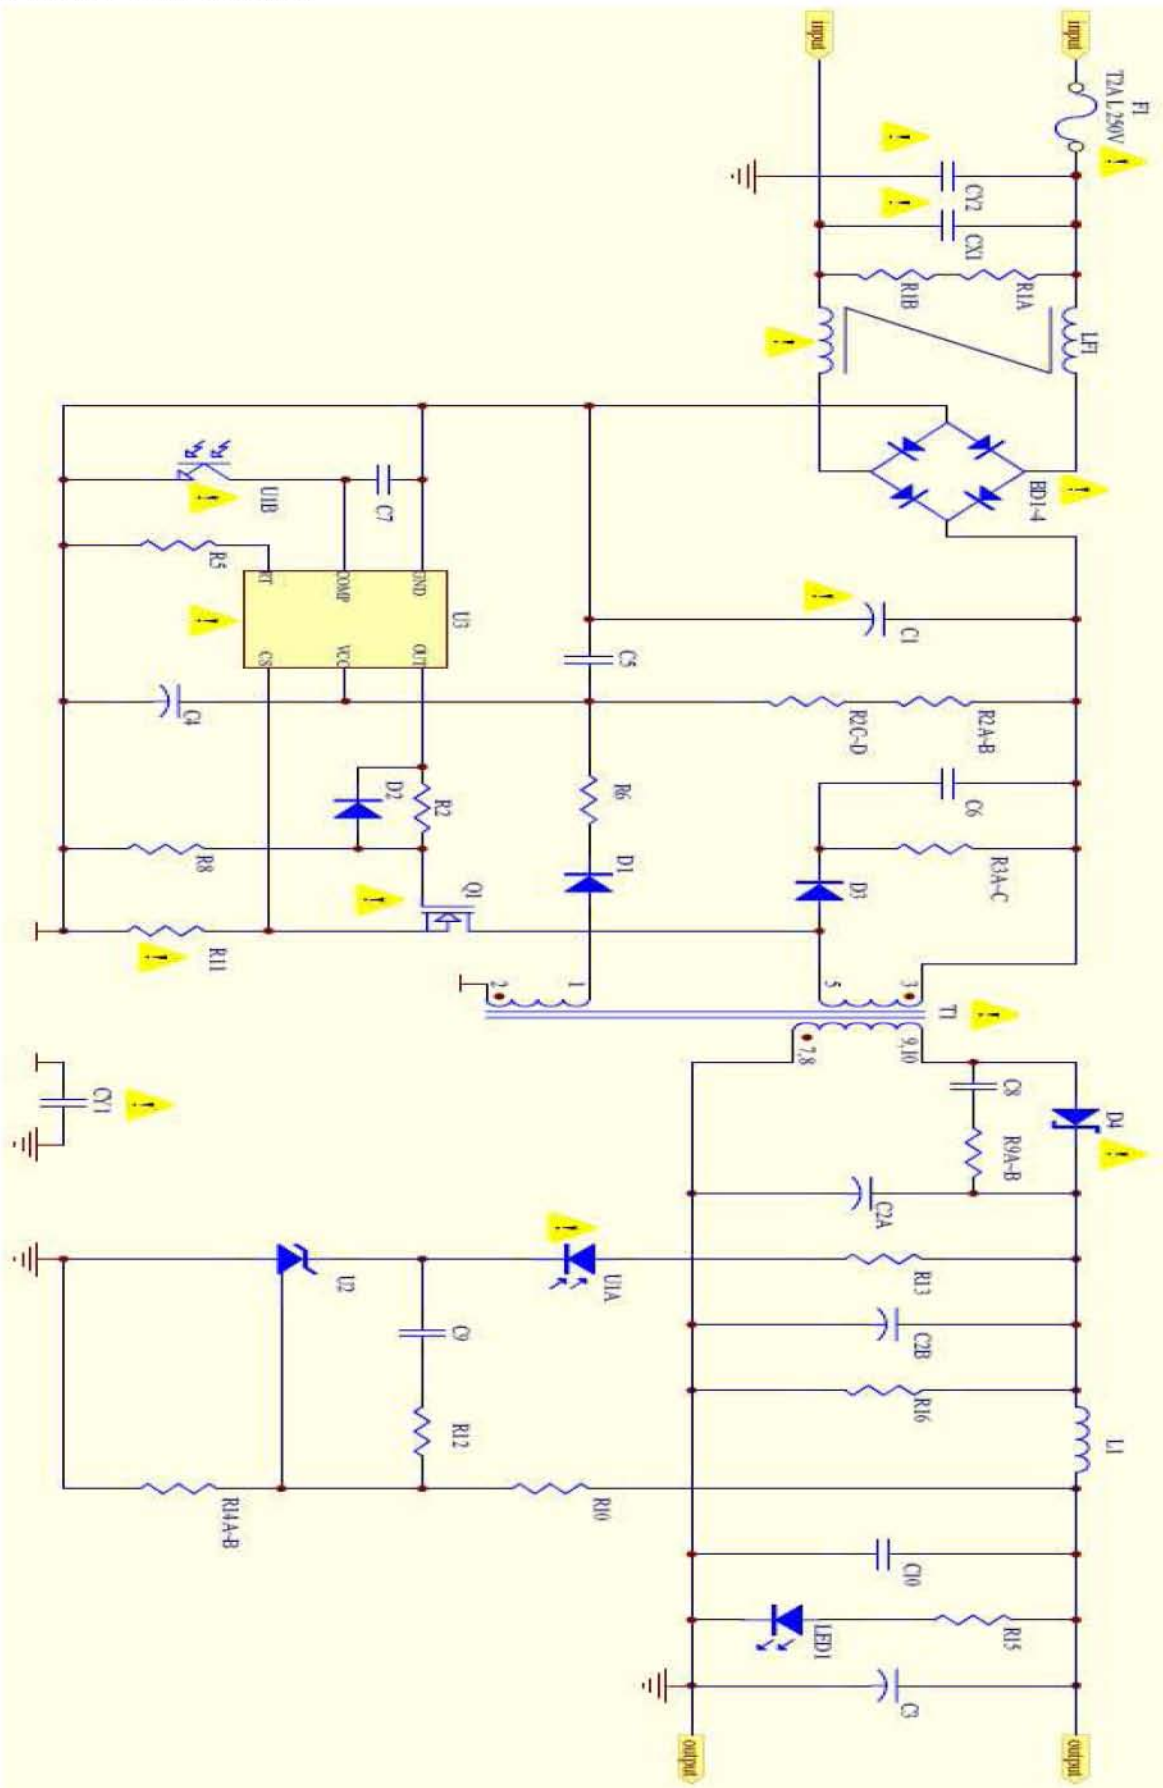 input
input
F1
T2A L 250V
CY2
CX1
R1A
R1B
LF1
BD1~4
U1B
C7
R5
RT
COMP
GND
U3
CS
VCC
OUT
C1
C5
C4
R2A~B
R2C~D
C6
R6
R2
D2
R3A~C
D3
D1
R8
Q1
R11
3
5
1
2
T1
9,10
7,8
CY1
C8
D4
R9A~B
C2A
R13
U1A
U2
C2B
C9
R16
L1
R12
R10
R14A~B
C10
R15
LED1
C3
output
output